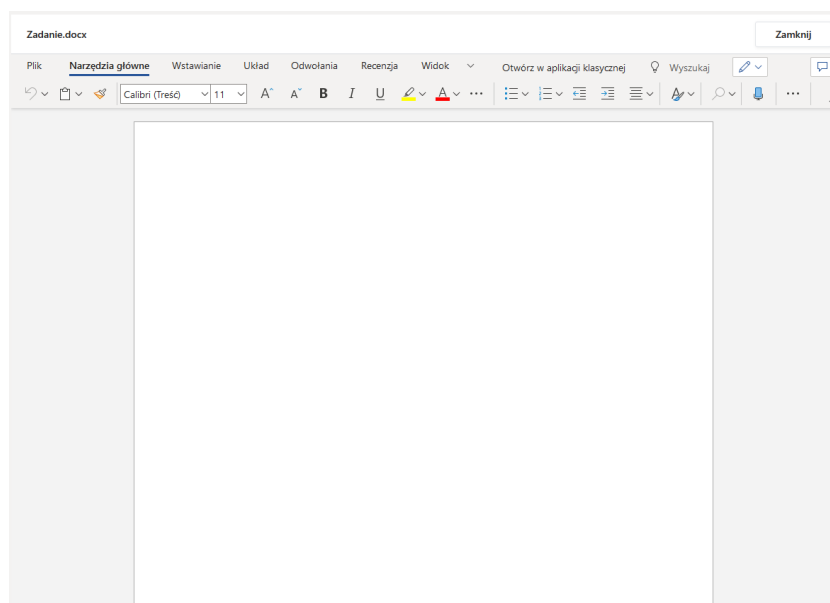 Zadanie.docx Zamknij
Plik Narzędzia główne Wstawianie Układ Odwołania Recenzja Widok Otwórz w aplikacji klasycznej Wyszukaj
Calibri (Treść) 11 A A B I U A